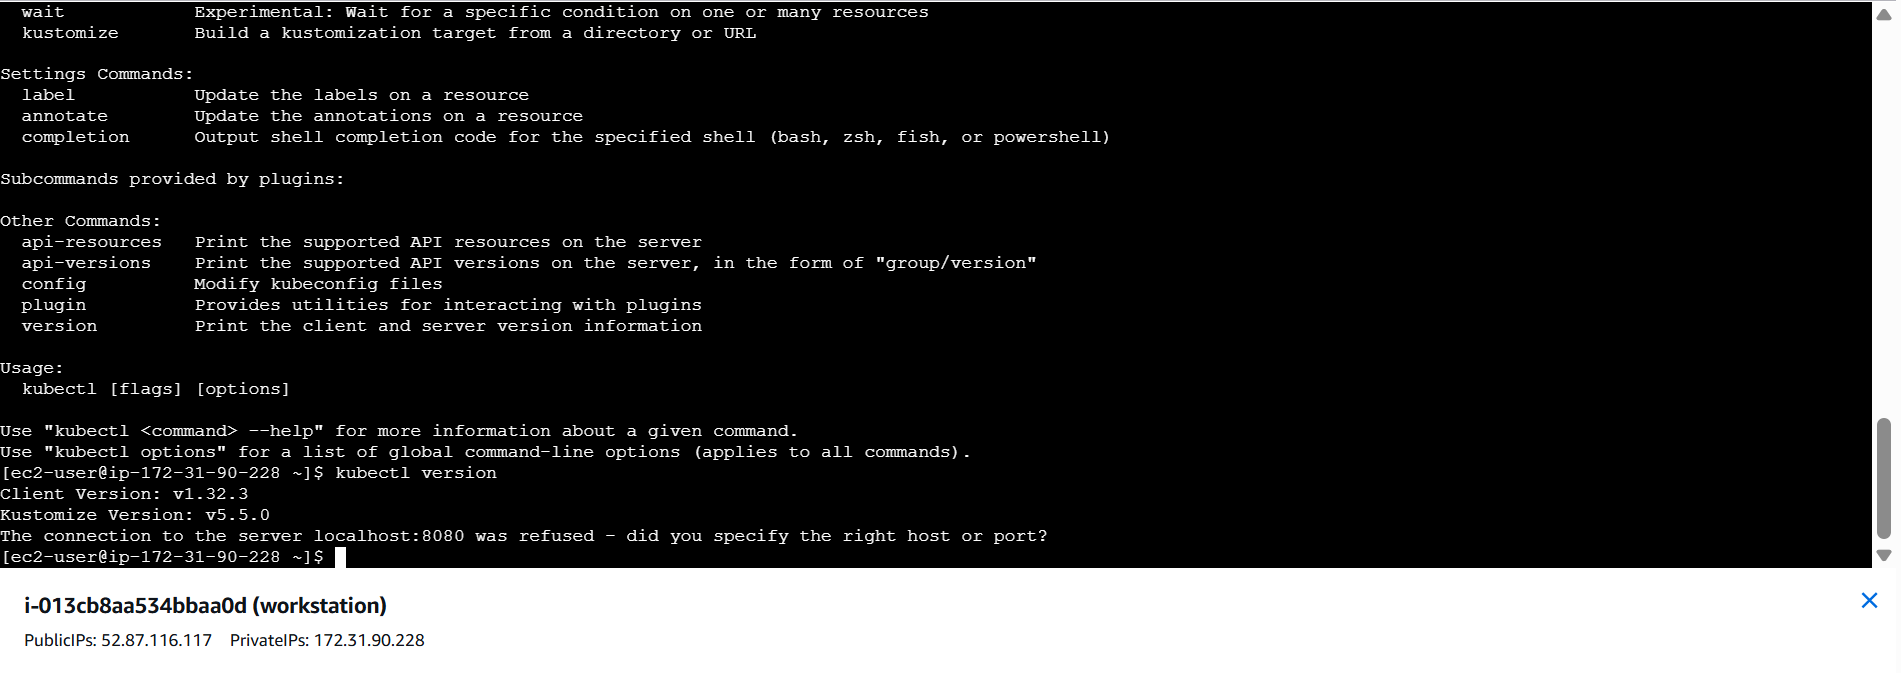 wait            Experimental: Wait for a specific condition on one or many resources
kustomize       Build a kustomization target from a directory or URL
Settings Commands:
label           Update the labels on a resource
annotate        Update the annotations on a resource
completion      Output shell completion code for the specified shell (bash, zsh, fish, or powershell)
Subcommands provided by plugins:
Other Commands:
api-resources   Print the supported API resources on the server
api-versions    Print the supported API versions on the server, in the form of "group/version"
config          Modify kubeconfig files
plugin          Provides utilities for interacting with plugins
version         Print the client and server version information
Usage:
kubectl [flags] [options]
Use "kubectl <command> --help" for more information about a given command.
Use "kubectl options" for a list of global command-line options (applies to all commands).
[ec2-user@ip-172-31-90-228 ~]$ kubectl version
Client Version: v1.32.3
Kustomize Version: v5.5.0
The connection to the server localhost:8080 was refused - did you specify the right host or port?
[ec2-user@ip-172-31-90-228 ~]$
i-013cb8aa534bbaa0d (workstation)
PublicIPs: 52.87.116.117    PrivateIPs: 172.31.90.228